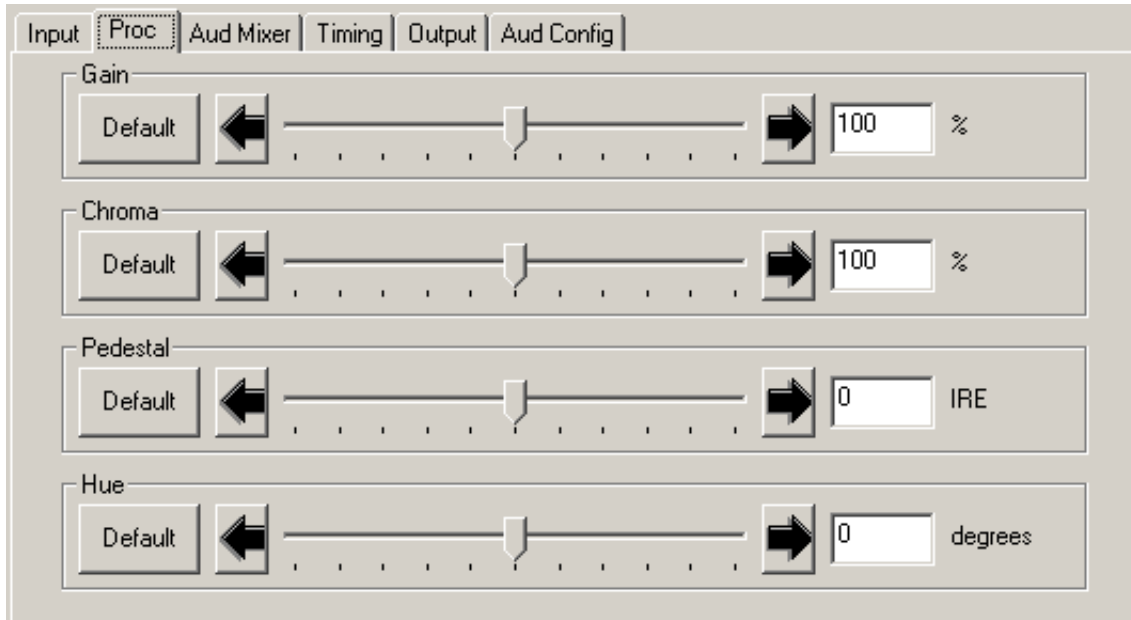 Input Proc Aud Mixer Timing Output Aud Config
Gain
Default 100 %
Chroma
Default 100 %
Pedestal
Default 0 IRE
Hue
Default 0 degrees